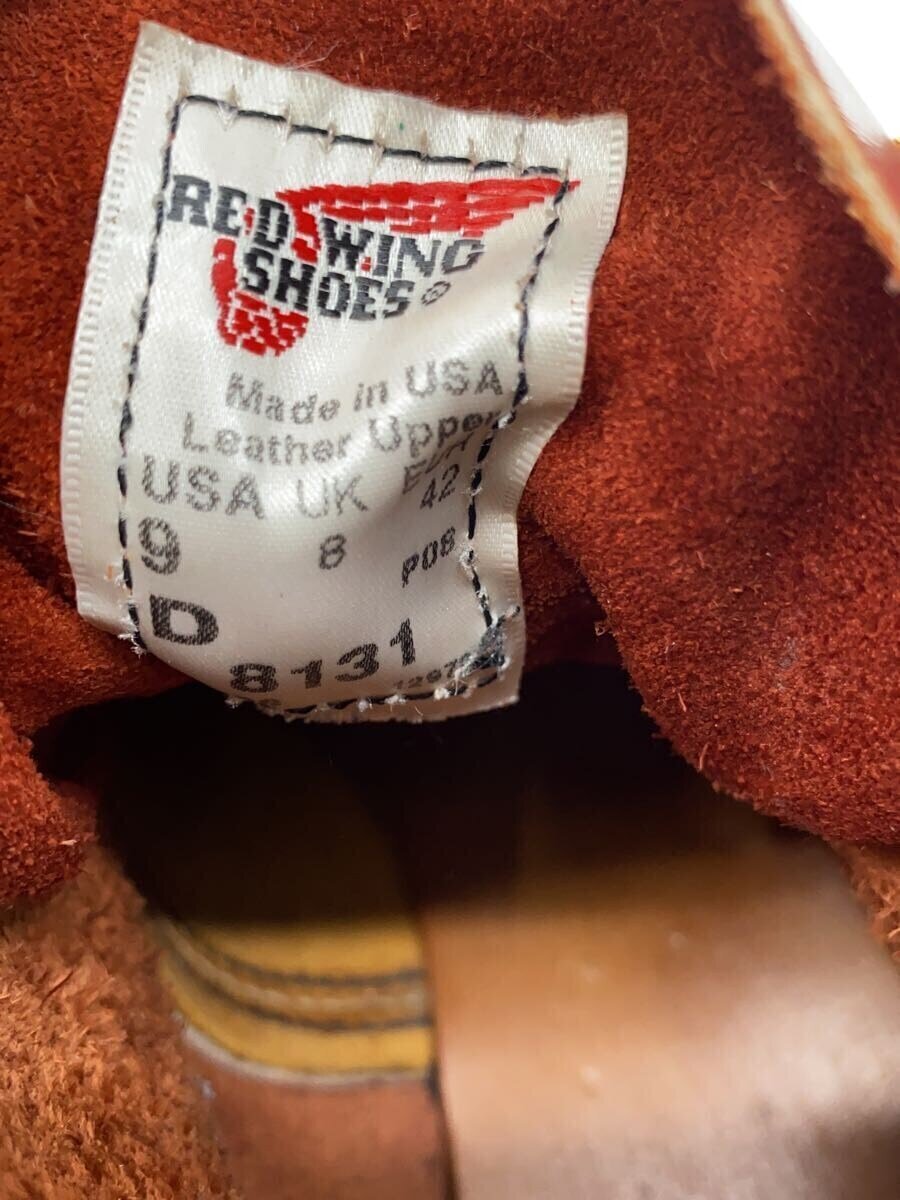 RED WING
SHOES®
Made in USA
Leather Upper
USA UK EUR
9 8 42
D P08
8131